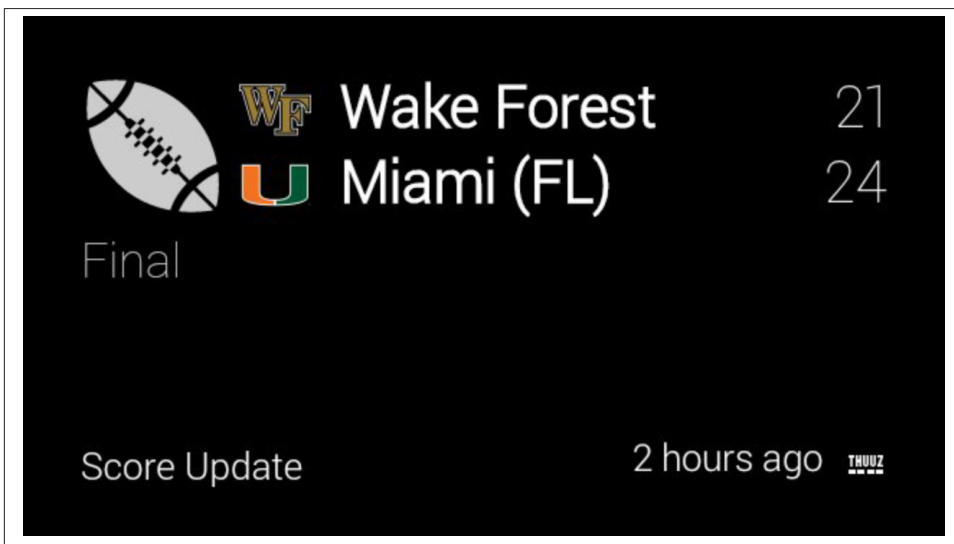 WF Wake Forest 21
U Miami (FL) 24
Final
Score Update 2 hours ago THUUZ